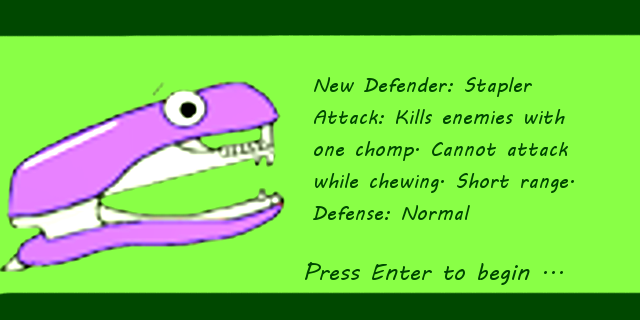 New Defender: Stapler
Attack: Kills enemies with
one chomp. Cannot attack
while chewing. Short range.
Defense: Normal
Press Enter to begin ...